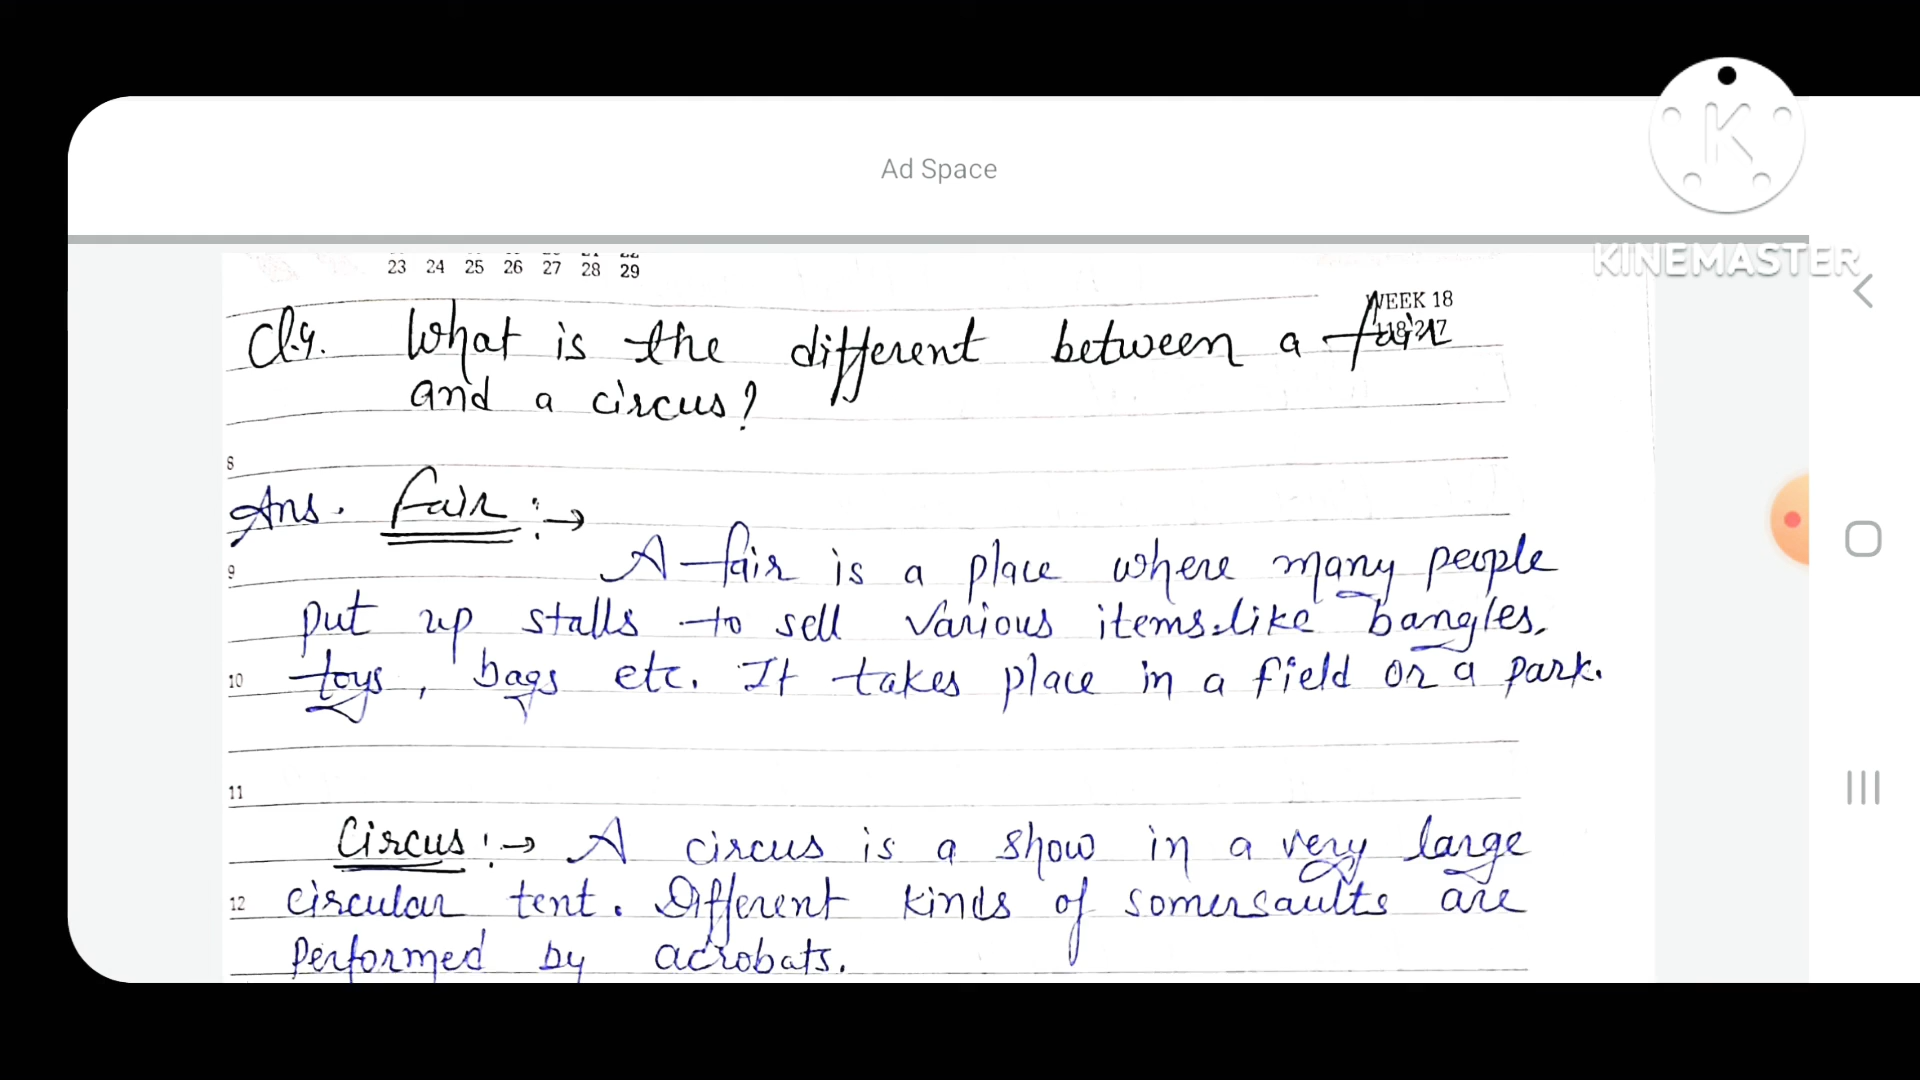 Ad Space
KINEMASTER
23 24 25 26 27 28 29
WEEK 18
Q.4. What is the different between a fair
and a circus?
8
Ans. Fair :→
9
A fair is a place where many people
put up stalls to sell various items like bangles,
10
toys, bags etc. It takes place in a field or a park.
11
Circus :→ A circus is a show in a very large
12
circular tent. Different kinds of somersaults are
performed by acrobats.